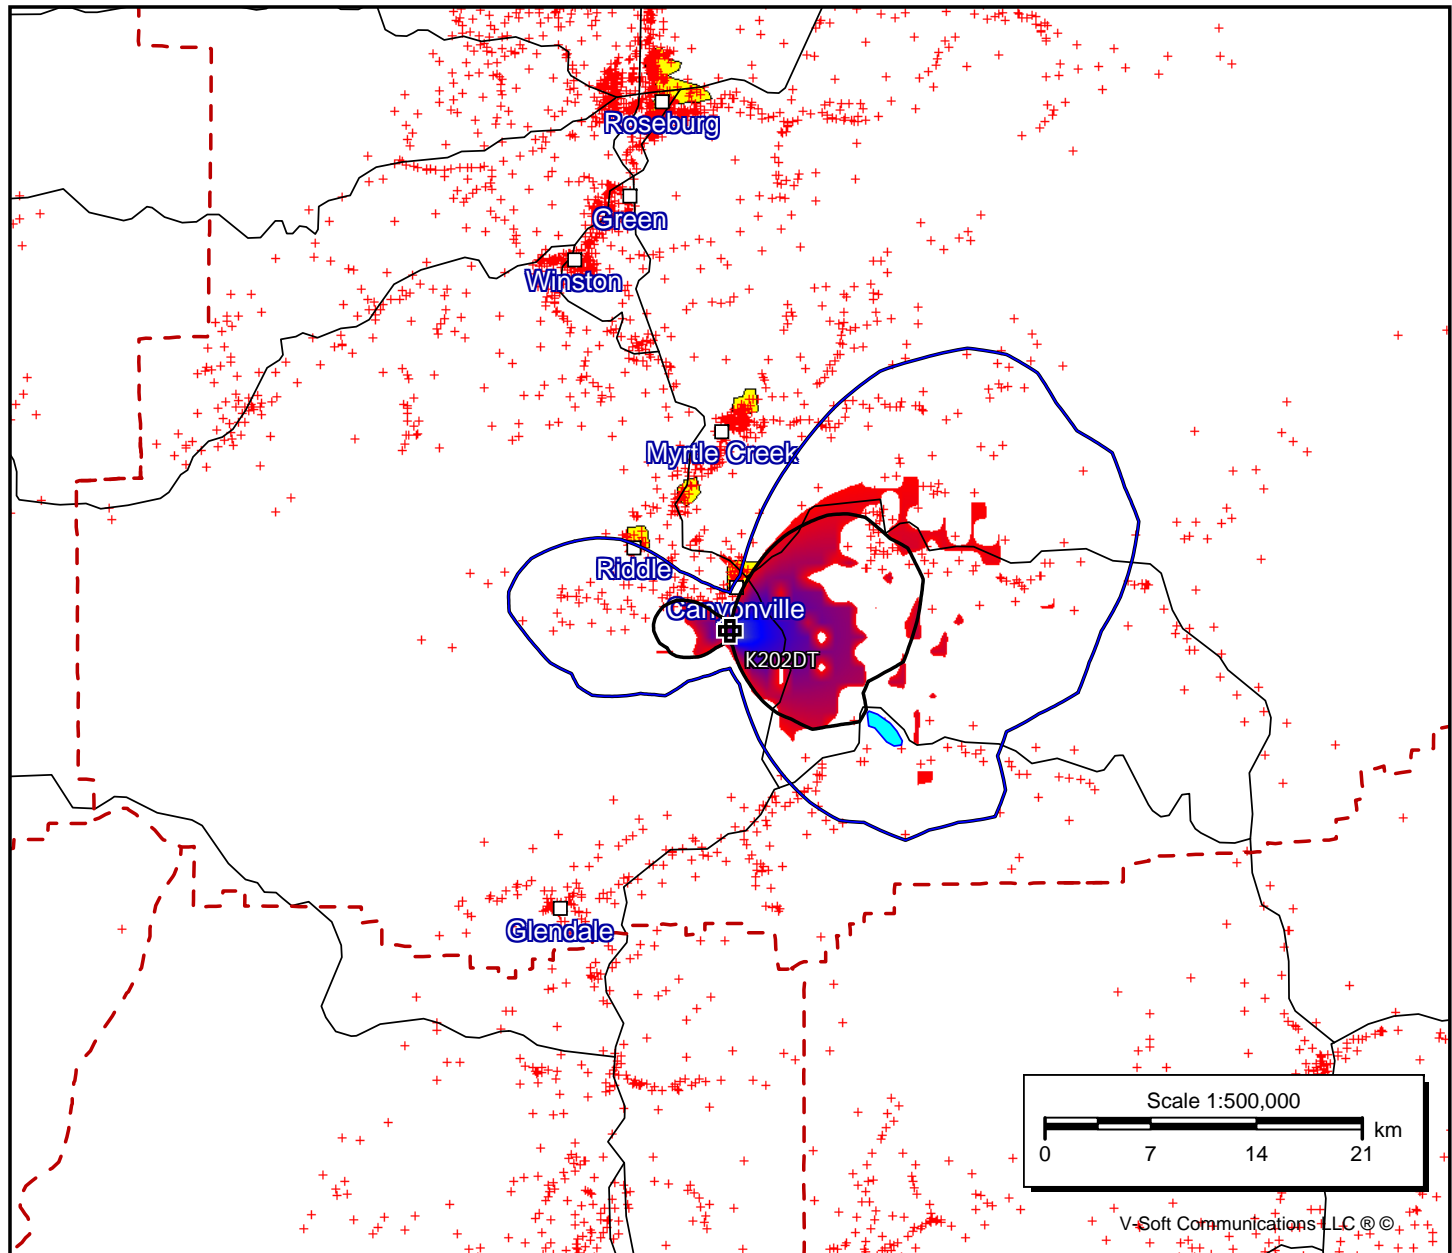 Roseburg
Green
Winston
Myrtle Creek
Riddle
Canyonville
K202DT
Glendale
Scale 1:500,000
km
0 7 14 21
V-Soft Communications LLC ® ©